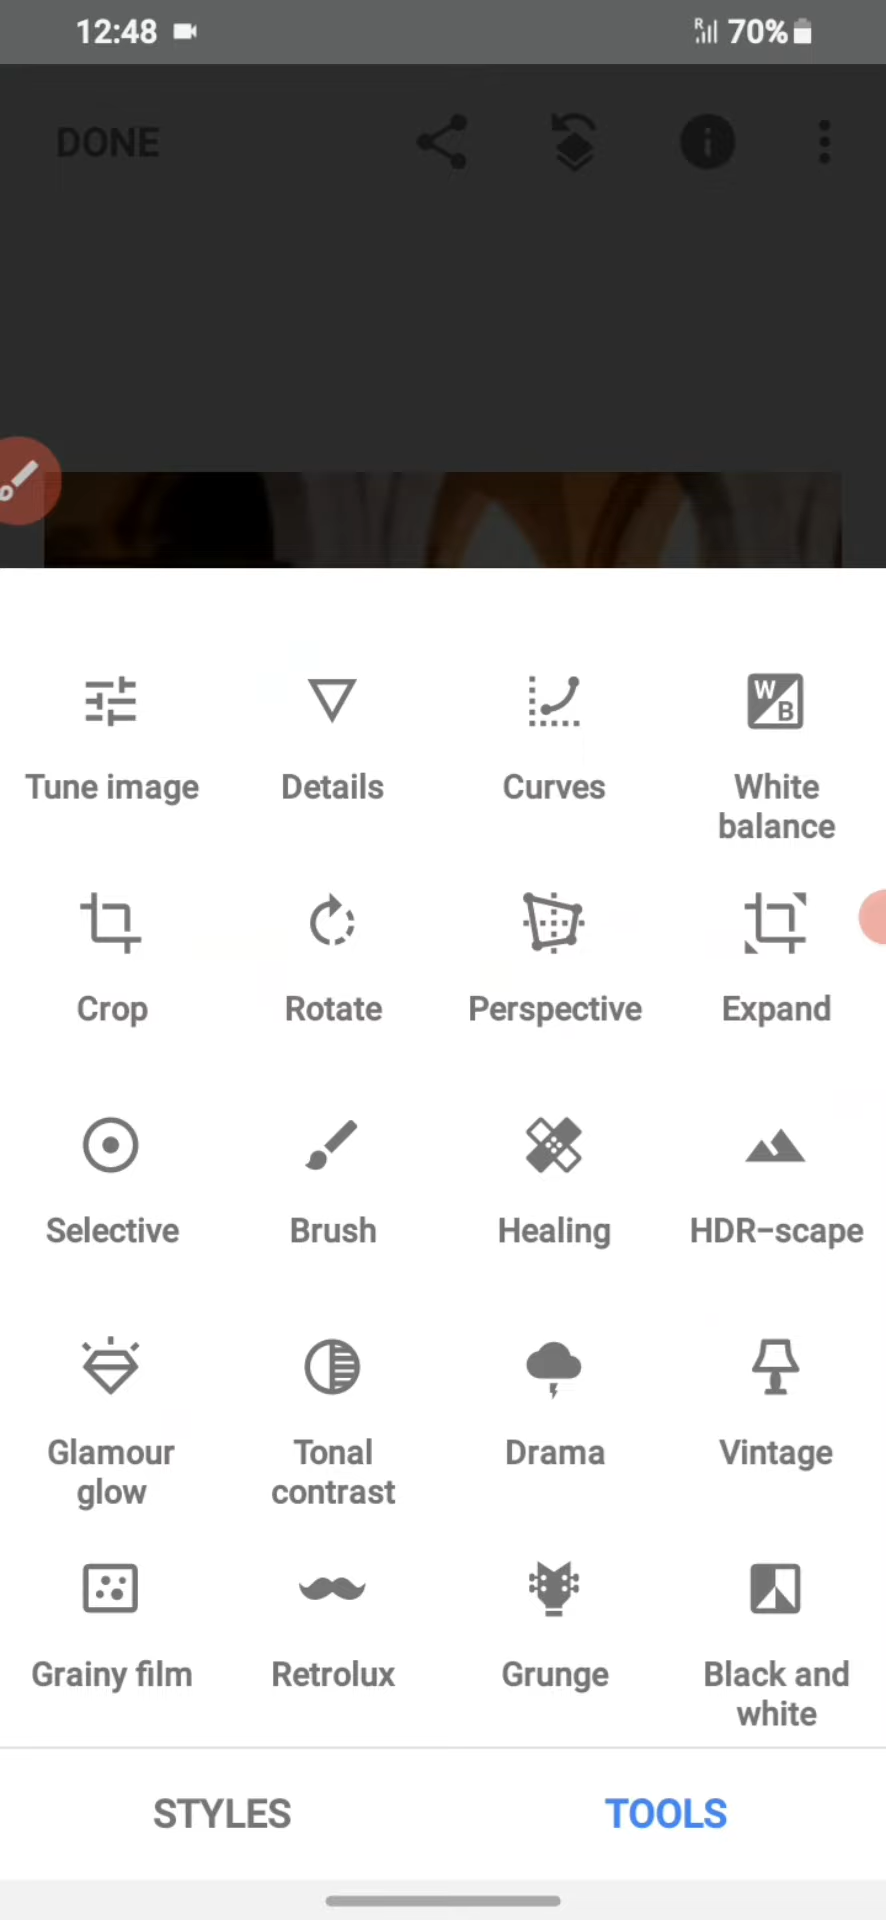 12:48
R 70%
DONE
Tune image
Details
Curves
White
balance
W
B
Crop
Rotate
Perspective
Expand
Selective
Brush
Healing
HDR-scape
Glamour
glow
Tonal
contrast
Drama
Vintage
Grainy film
Retrolux
Grunge
Black and
white
STYLES
TOOLS